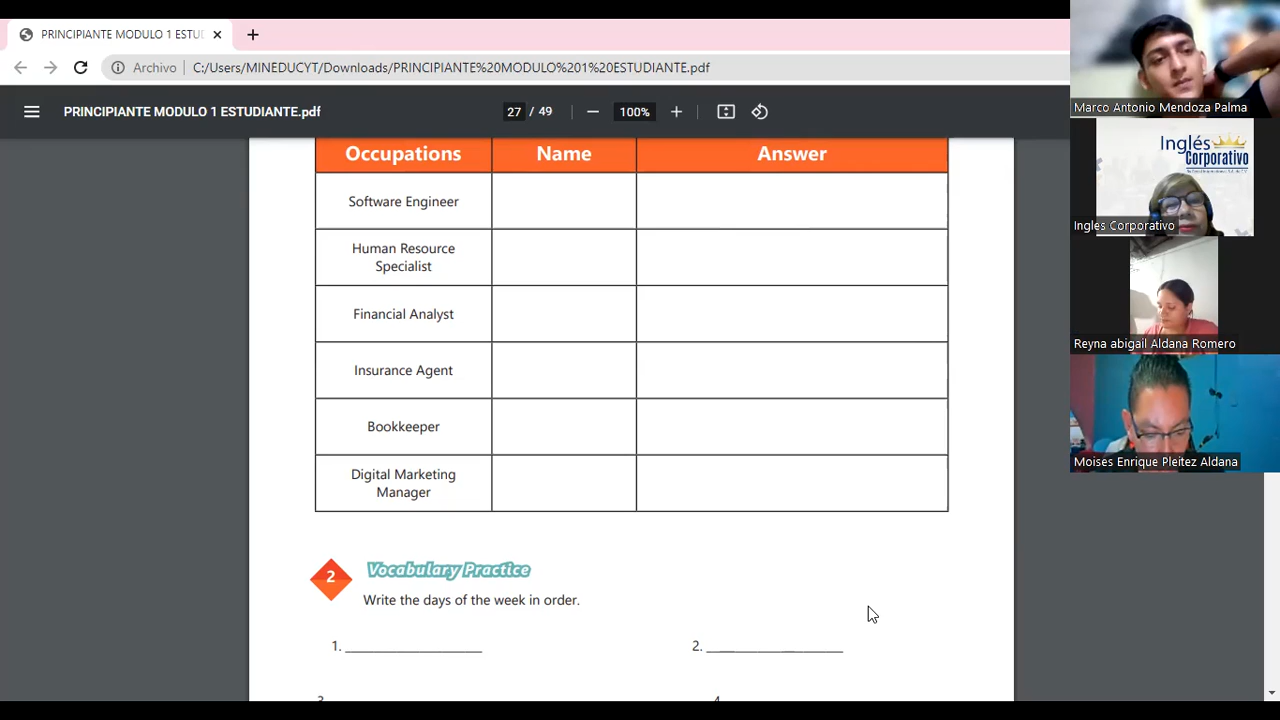 PRINCIPIANTE MODULO 1 ESTU
Archivo C:/Users/MINEDUCYT/Downloads/PRINCIPIANTE%20MODULO%201%20ESTUDIANTE.pdf
PRINCIPIANTE MODULO 1 ESTUDIANTE.pdf 27 / 49 100%
Occupations Name Answer
Software Engineer
Human Resource
Specialist
Financial Analyst
Insurance Agent
Bookkeeper
Digital Marketing
Manager
2 Vocabulary Practice
Write the days of the week in order.
1. ____________________ 2. ____________________
Marco Antonio Mendoza Palma
Inglés
Corporativo
Ingles Corporativo
Reyna abigail Aldana Romero
Moises Enrique Pleitez Aldana